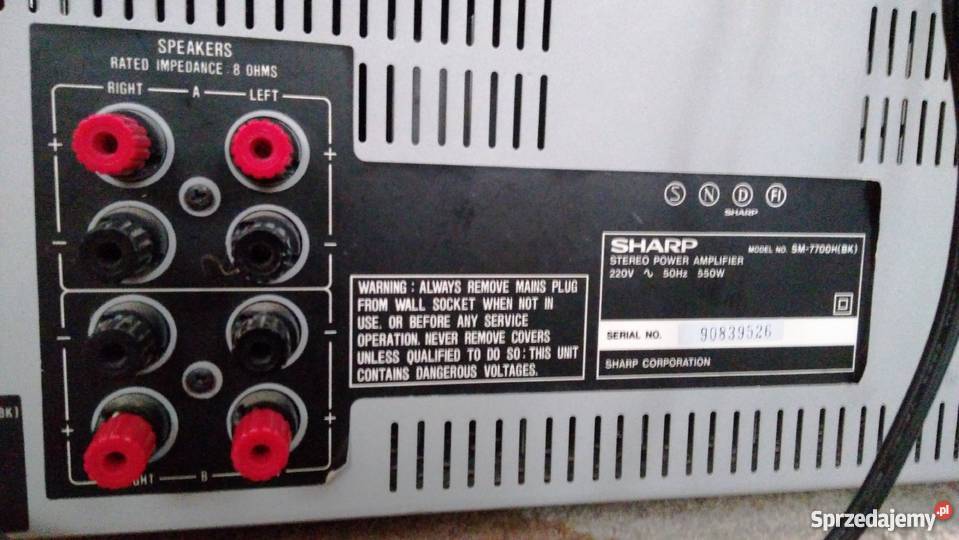 SPEAKERS
RATED IMPEDANCE : 8 OHMS
RIGHT A LEFT
+ +
− −
− −
+ +
B
WARNING : ALWAYS REMOVE MAINS PLUG
FROM WALL SOCKET WHEN NOT IN
USE, OR BEFORE ANY SERVICE
OPERATION. NEVER REMOVE COVERS
UNLESS QUALIFIED TO DO SO : THIS UNIT
CONTAINS DANGEROUS VOLTAGES.
S N D FI
SHARP
SHARP MODEL NO. SM-7700H(BK)
STEREO POWER AMPLIFIER
220V ∿ 50Hz 550W
SERIAL NO. 90839526
SHARP CORPORATION
BK)
Sprzedajemy.pl